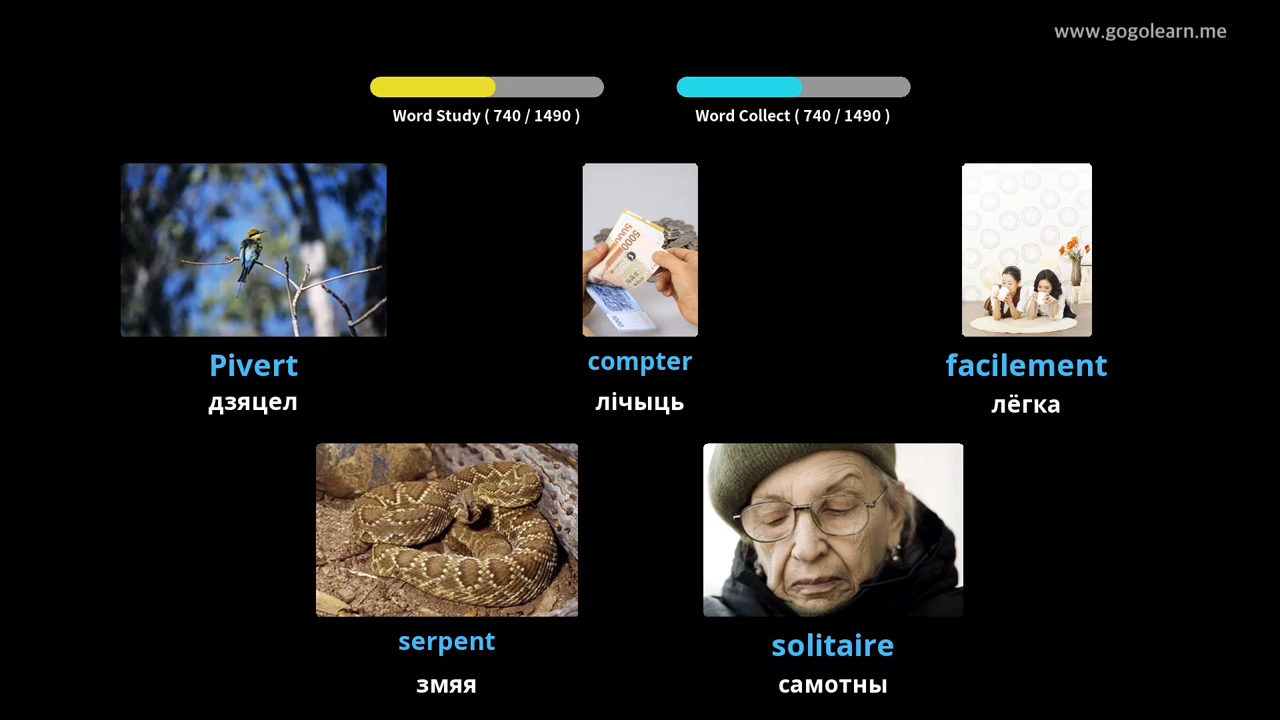 www.gogolearn.me
Word Study ( 740 / 1490 )
Word Collect ( 740 / 1490 )
Pivert
дзяцел
compter
лічыць
facilement
лёгка
serpent
змяя
solitaire
самотны